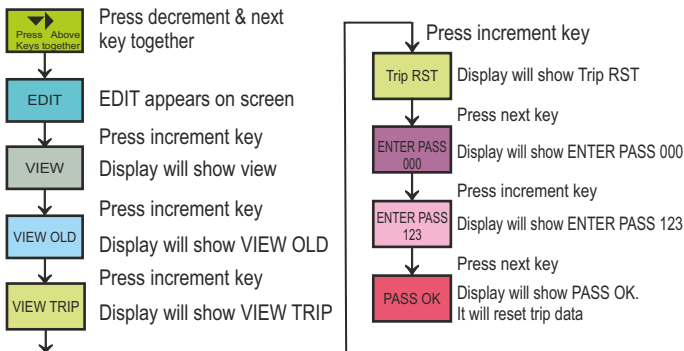 Press Above
Keys together
Press decrement & next
key together
EDIT
EDIT appears on screen
Press increment key
VIEW
Display will show view
Press increment key
VIEW OLD
Display will show VIEW OLD
Press increment key
VIEW TRIP
Display will show VIEW TRIP
Press increment key
Trip RST
Display will show Trip RST
Press next key
ENTER PASS
000
Display will show ENTER PASS 000
Press increment key
ENTER PASS
123
Display will show ENTER PASS 123
Press next key
PASS OK
Display will show PASS OK.
It will reset trip data